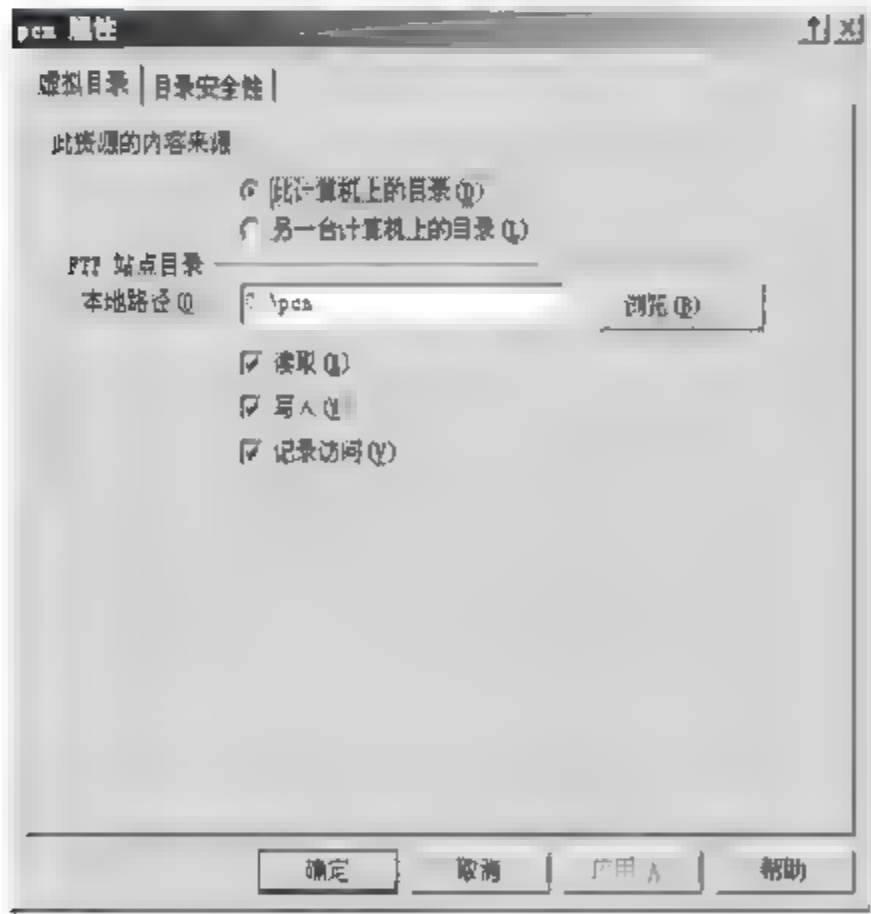 pcm 属性
虚拟目录 目录安全性
此资源的内容来源
此计算机上的目录(D)
另一台计算机上的目录(L)
FTP 站点目录
本地路径 \pcm 浏览(B)
读取(R)
写入
记录访问(V)
确定 取消 应用 A 帮助